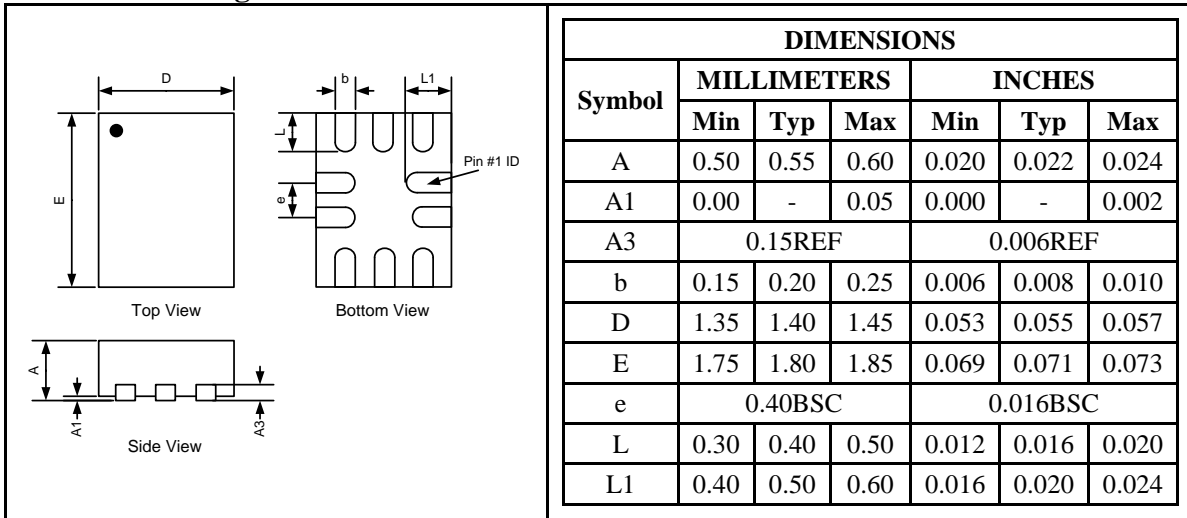 D
E
Top View
b
L1
L
e
Pin #1 ID
Bottom View
A
A1
A3
Side View
DIMENSIONS
Symbol MILLIMETERS INCHES
Min Typ Max Min Typ Max
A 0.50 0.55 0.60 0.020 0.022 0.024
A1 0.00 - 0.05 0.000 - 0.002
A3 0.15REF 0.006REF
b 0.15 0.20 0.25 0.006 0.008 0.010
D 1.35 1.40 1.45 0.053 0.055 0.057
E 1.75 1.80 1.85 0.069 0.071 0.073
e 0.40BSC 0.016BSC
L 0.30 0.40 0.50 0.012 0.016 0.020
L1 0.40 0.50 0.60 0.016 0.020 0.024